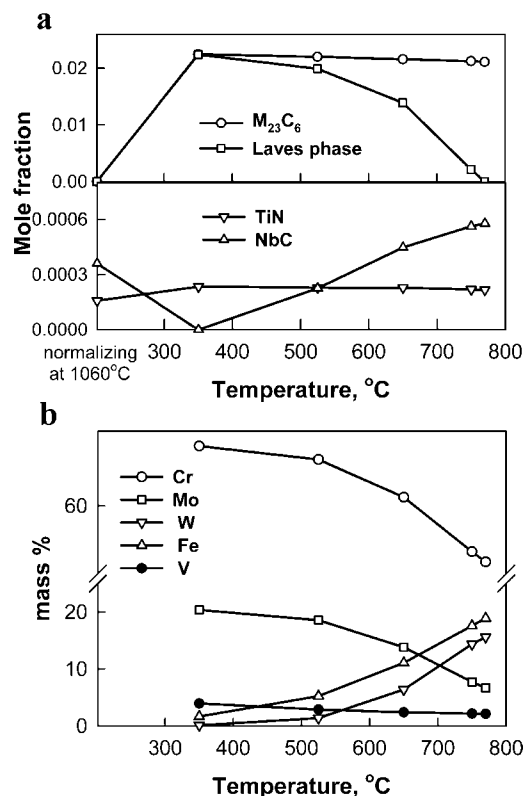 a
0.02
0.01
0.00
M₂₃C₆
Laves phase
Mole fraction
0.0006
0.0003
0.0000
TiN
NbC
normalizing
at 1060°C
300 400 500 600 700 800
Temperature, °C
b
Cr
Mo
W
Fe
V
60
20
10
0
mass %
300 400 500 600 700 800
Temperature, °C